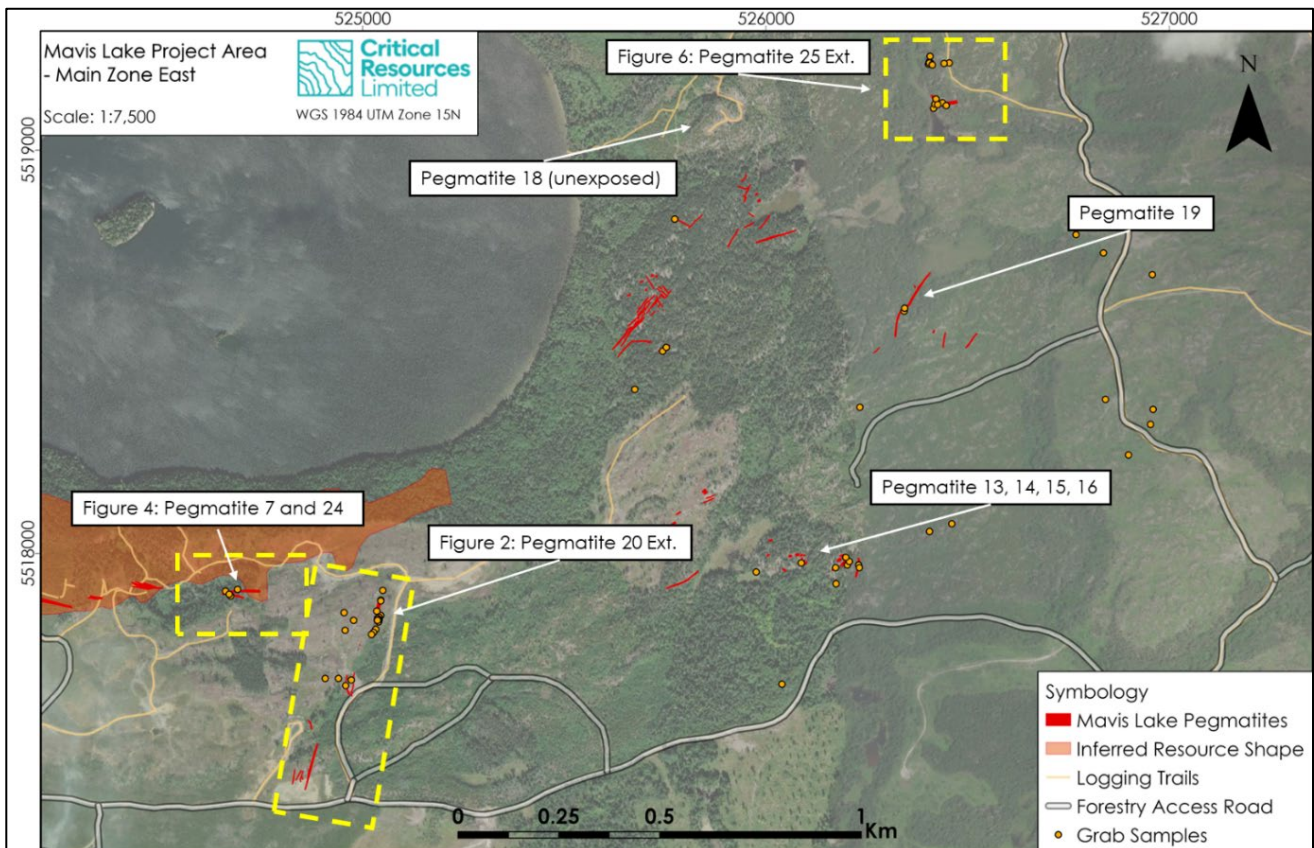 525000
526000
527000
Mavis Lake Project Area
- Main Zone East
Scale: 1:7,500
Critical
Resources
Limited
WGS 1984 UTM Zone 15N
Figure 6: Pegmatite 25 Ext.
N
5519000
Pegmatite 18 (unexposed)
Pegmatite 19
Figure 4: Pegmatite 7 and 24
Pegmatite 13, 14, 15, 16
Figure 2: Pegmatite 20 Ext.
5518000
Symbology
Mavis Lake Pegmatites
Inferred Resource Shape
Logging Trails
Forestry Access Road
Grab Samples
0 0.25 0.5 1
Km